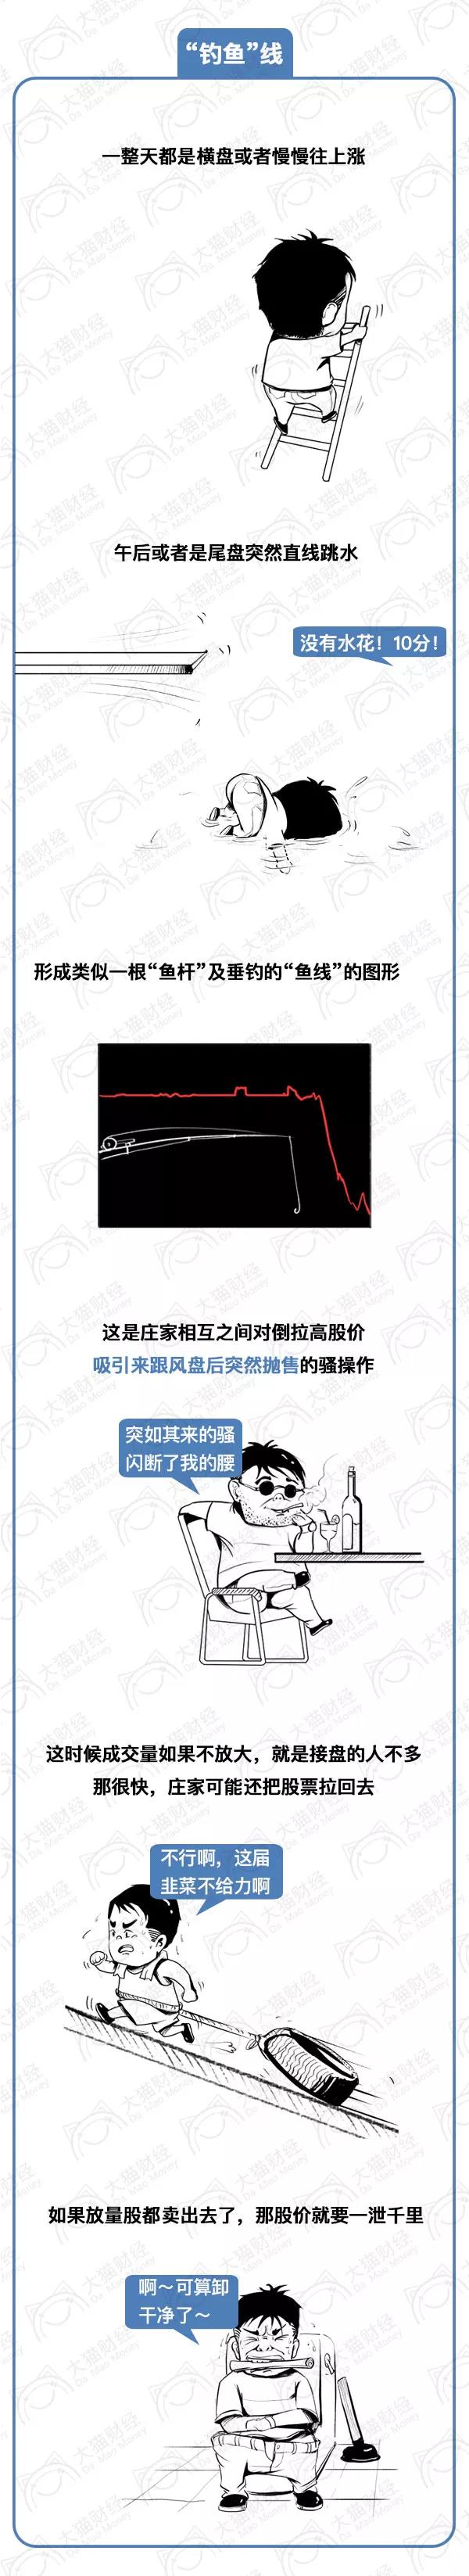 “钓鱼”线
一整天都是横盘或者慢慢往上涨
午后或者是尾盘突然直线跳水
没有水花！10分！
形成类似一根“鱼杆”及垂钓的“鱼线”的图形
这是庄家相互之间对倒拉高股价
吸引来跟风盘后突然抛售的骚操作
突如其来的骚
闪断了我的腰
这时候成交量如果不放大，就是接盘的人不多
那很快，庄家可能还把股票拉回去
不行啊，这届
韭菜不给力啊
如果放量股都卖出去了，那股价就要一泄千里
啊～可算卸
干净了～
大猫财经
Da Mao Money